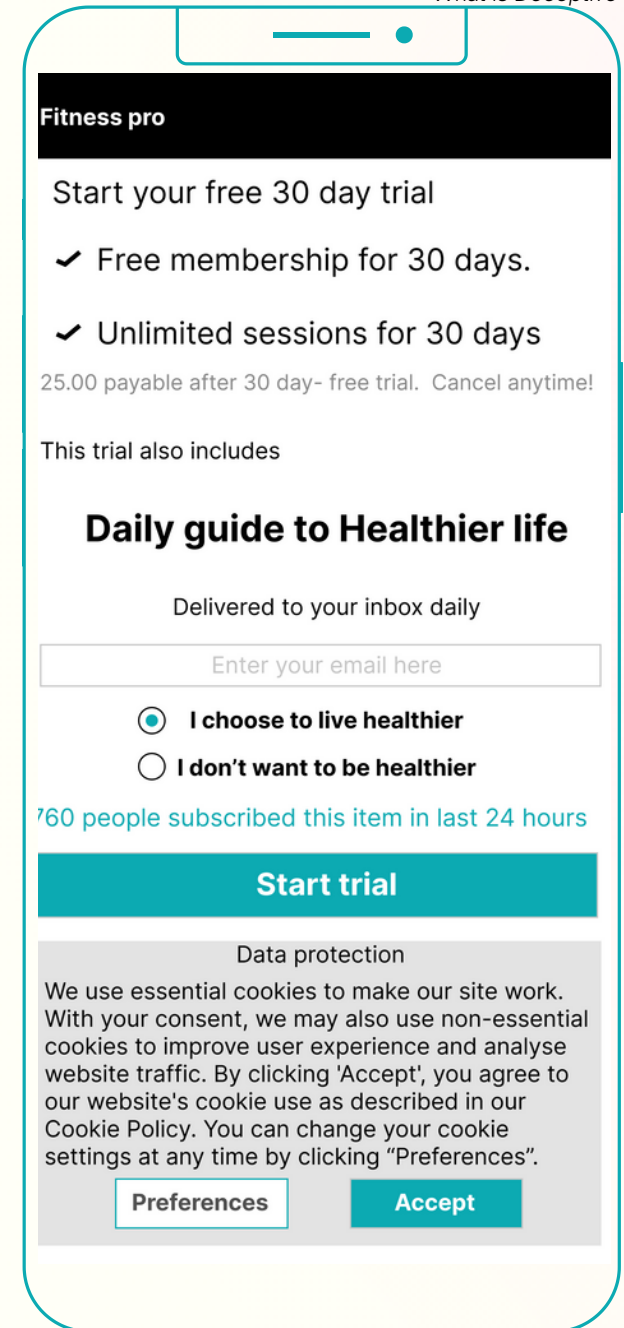 What is Deceptive
Fitness pro
Start your free 30 day trial
✓ Free membership for 30 days.
✓ Unlimited sessions for 30 days
25.00 payable after 30 day- free trial. Cancel anytime!
This trial also includes
Daily guide to Healthier life
Delivered to your inbox daily
Enter your email here
I choose to live healthier
I don’t want to be healthier
760 people subscribed this item in last 24 hours
Start trial
Data protection
We use essential cookies to make our site work.
With your consent, we may also use non-essential
cookies to improve user experience and analyse
website traffic. By clicking 'Accept', you agree to
our website's cookie use as described in our
Cookie Policy. You can change your cookie
settings at any time by clicking “Preferences”.
Preferences
Accept